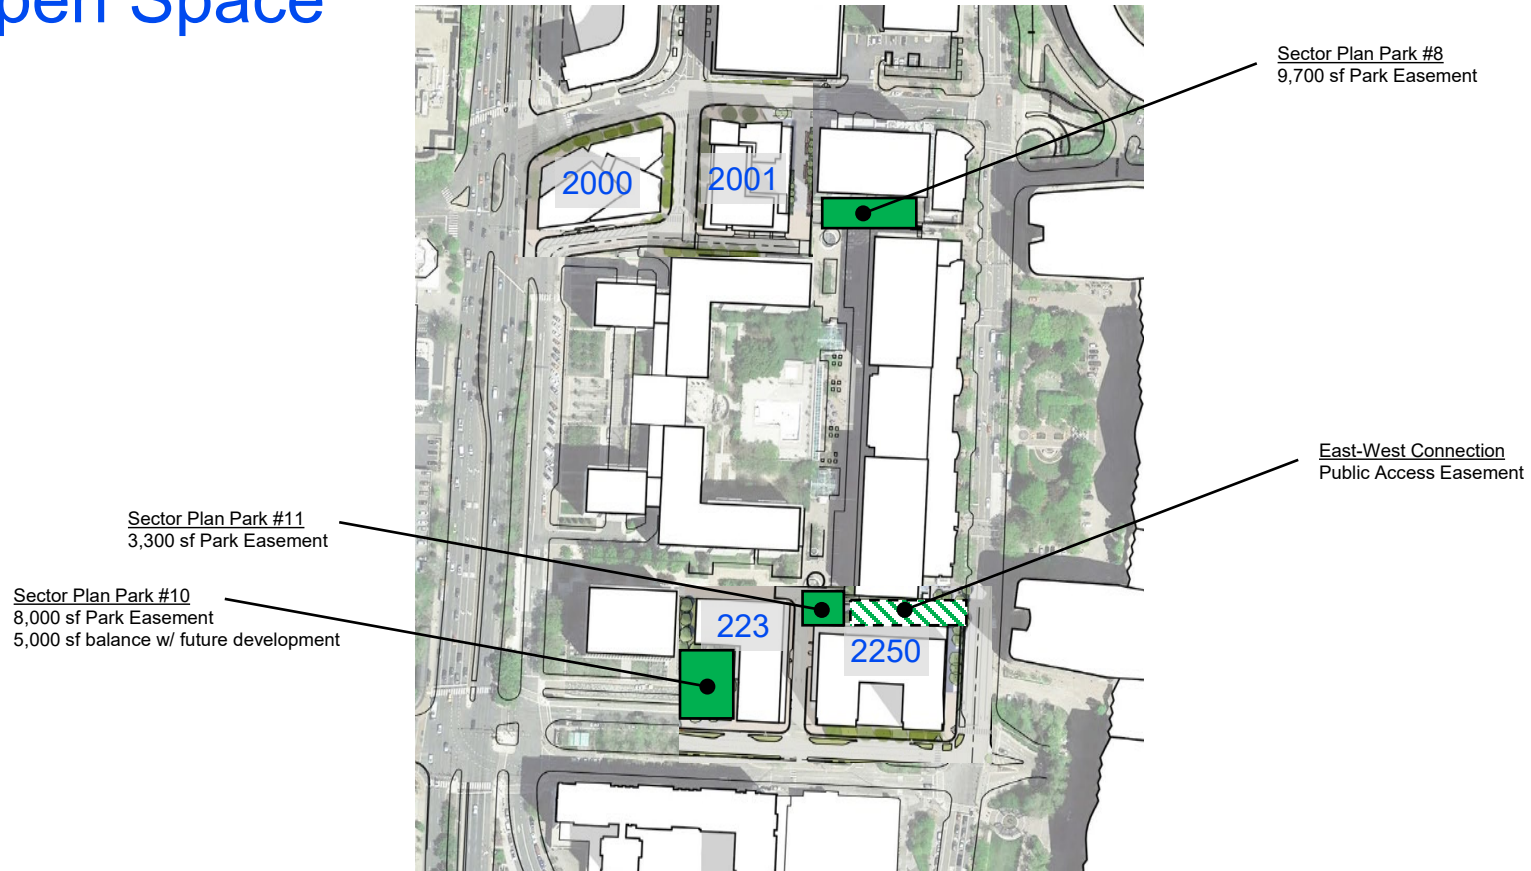 pen Space
Sector Plan Park #8
9,700 sf Park Easement
2000
2001
East-West Connection
Public Access Easement
Sector Plan Park #11
3,300 sf Park Easement
Sector Plan Park #10
8,000 sf Park Easement
5,000 sf balance w/ future development
223
2250